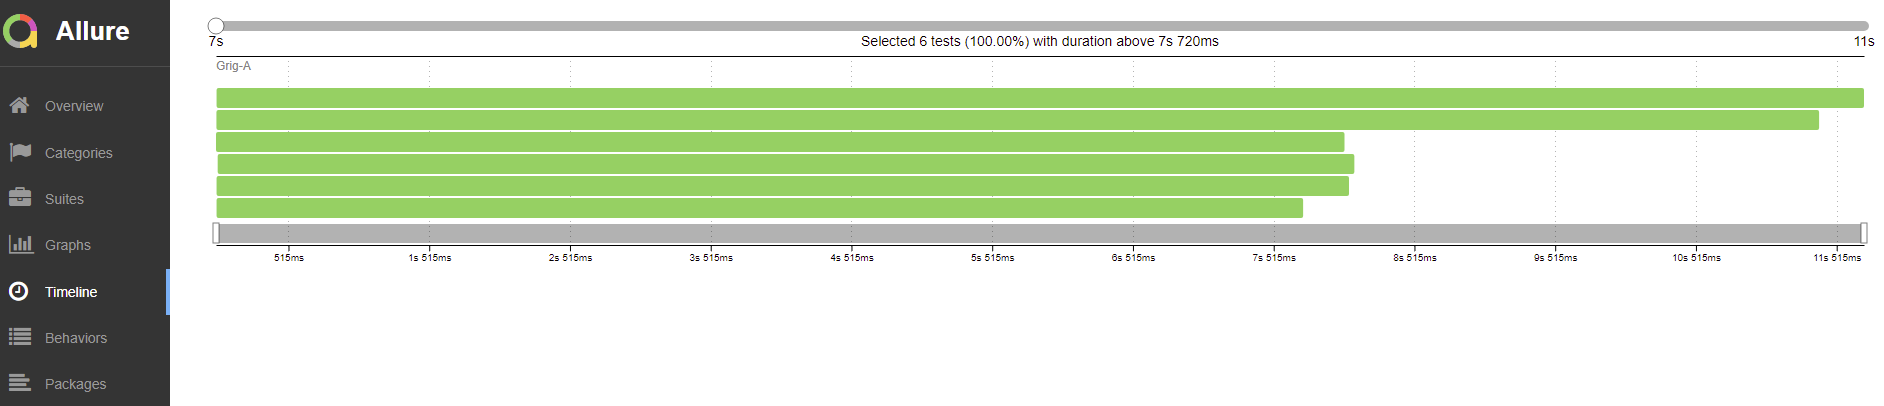 Allure
Overview
Categories
Suites
Graphs
Timeline
Behaviors
Packages
7s
Selected 6 tests (100.00%) with duration above 7s 720ms
11s
Grig-A
515ms 1s 515ms 2s 515ms 3s 515ms 4s 515ms 5s 515ms 6s 515ms 7s 515ms 8s 515ms 9s 515ms 10s 515ms 11s 515ms